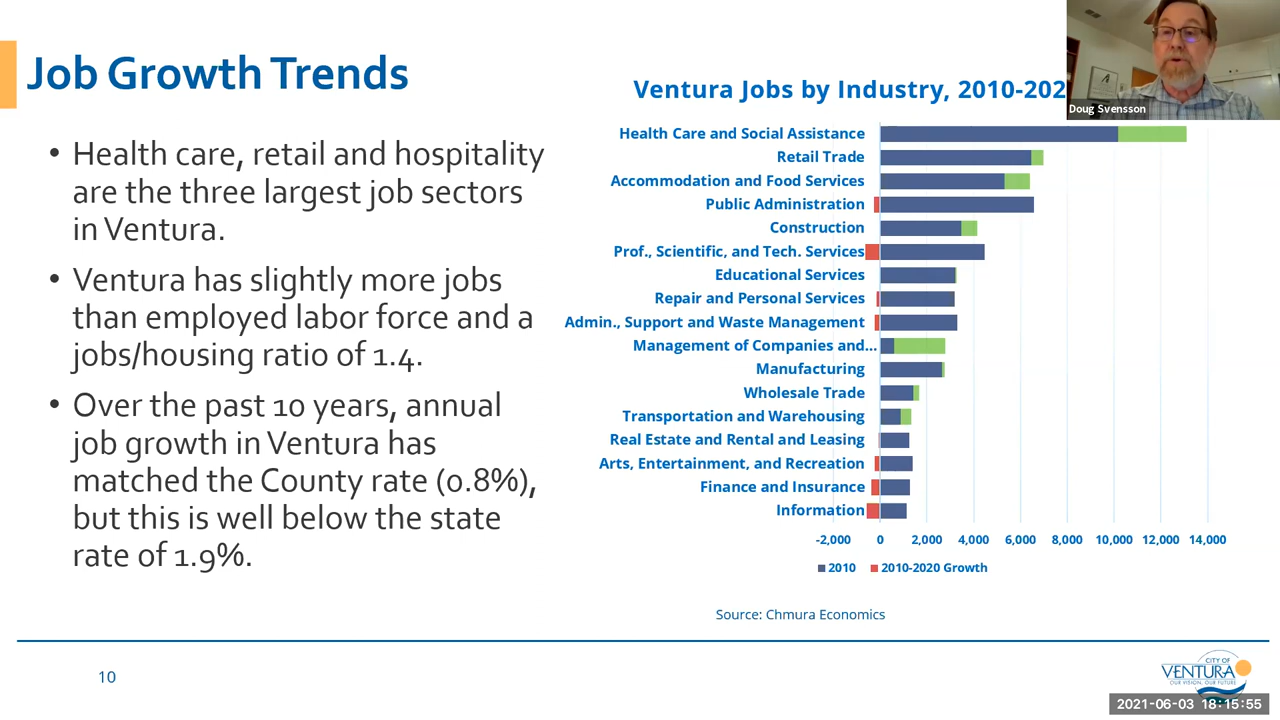 Job Growth Trends
• Health care, retail and hospitality
are the three largest job sectors
in Ventura.
• Ventura has slightly more jobs
than employed labor force and a
jobs/housing ratio of 1.4.
• Over the past 10 years, annual
job growth in Ventura has
matched the County rate (0.8%),
but this is well below the state
rate of 1.9%.
Ventura Jobs by Industry, 2010-202
Doug Svensson
Health Care and Social Assistance
Retail Trade
Accommodation and Food Services
Public Administration
Construction
Prof., Scientific, and Tech. Services
Educational Services
Repair and Personal Services
Admin., Support and Waste Management
Management of Companies and...
Manufacturing
Wholesale Trade
Transportation and Warehousing
Real Estate and Rental and Leasing
Arts, Entertainment, and Recreation
Finance and Insurance
Information
-2,000 0 2,000 4,000 6,000 8,000 10,000 12,000 14,000
2010 2010-2020 Growth
Source: Chmura Economics
10
CITY OF
VENTURA
OUR VISION. OUR FUTURE
2021-06-03 18:15:55